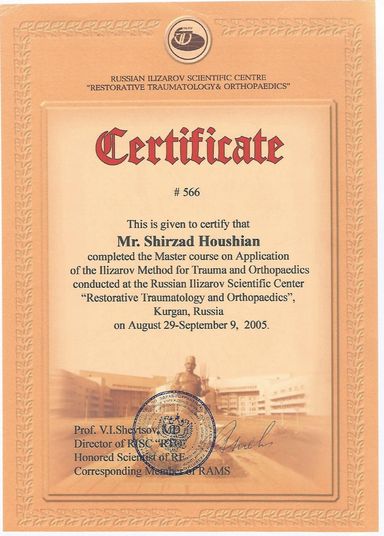 RUSSIAN ILIZAROV SCIENTIFIC CENTRE
"RESTORATIVE TRAUMATOLOGY& ORTHOPAEDICS"
Certificate
# 566
This is given to certify that
Mr. Shirzad Houshian
completed the Master course on Application
of the Ilizarov Method for Trauma and Orthopaedics
conducted at the Russian Ilizarov Scientific Center
"Restorative Traumatology and Orthopaedics",
Kurgan, Russia
on August 29-September 9, 2005.
Prof. V.I.Shevtsov, MD
Director of RISC "RTO"
Honored Scientist of RF
Corresponding Member of RAMS